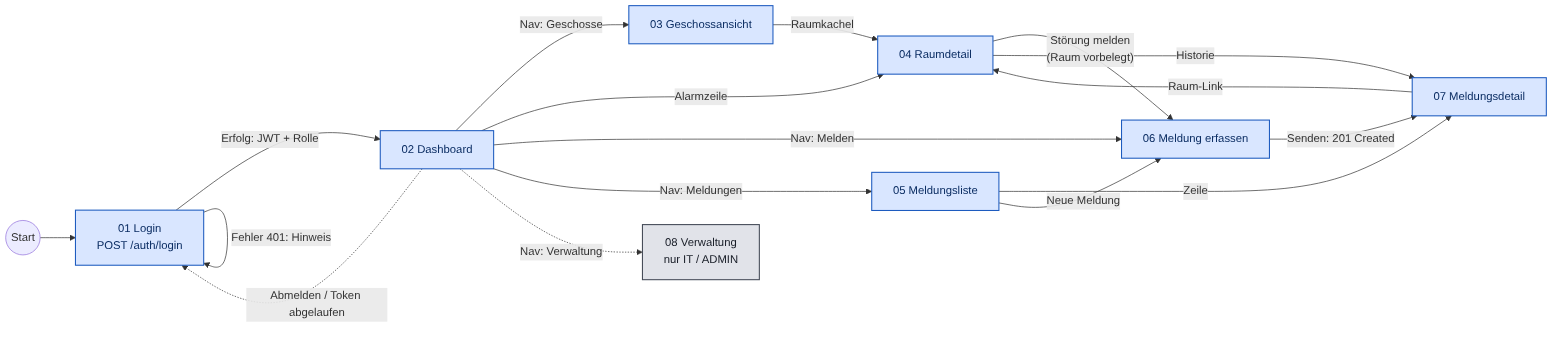 Start
01 Login
POST /auth/login
Fehler 401: Hinweis
Erfolg: JWT + Rolle
Abmelden / Token
abgelaufen
02 Dashboard
Nav: Geschosse
Alarmzeile
Nav: Melden
Nav: Meldungen
Nav: Verwaltung
03 Geschossansicht
Raumkachel
04 Raumdetail
Störung melden
(Raum vorbelegt)
Historie
Raum-Link
05 Meldungsliste
Neue Meldung
Zeile
06 Meldung erfassen
Senden: 201 Created
07 Meldungsdetail
08 Verwaltung
nur IT / ADMIN